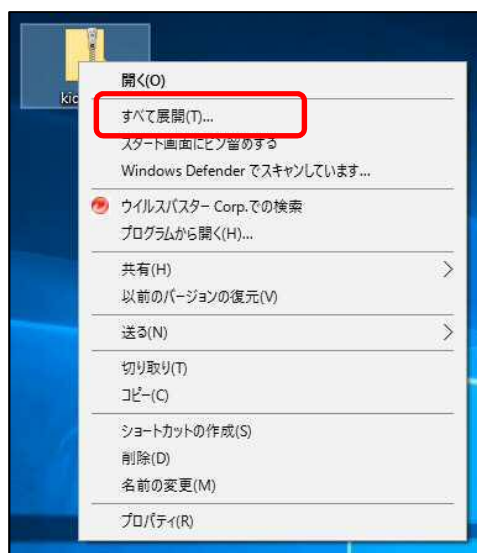 kic
開く(O)
すべて展開(T)...
スタート画面にピン留めする
Windows Defender でスキャンしています...
ウイルスバスター Corp.での検索
プログラムから開く(H)...
共有(H)
以前のバージョンの復元(V)
送る(N)
切り取り(T)
コピー(C)
ショートカットの作成(S)
削除(D)
名前の変更(M)
プロパティ(R)